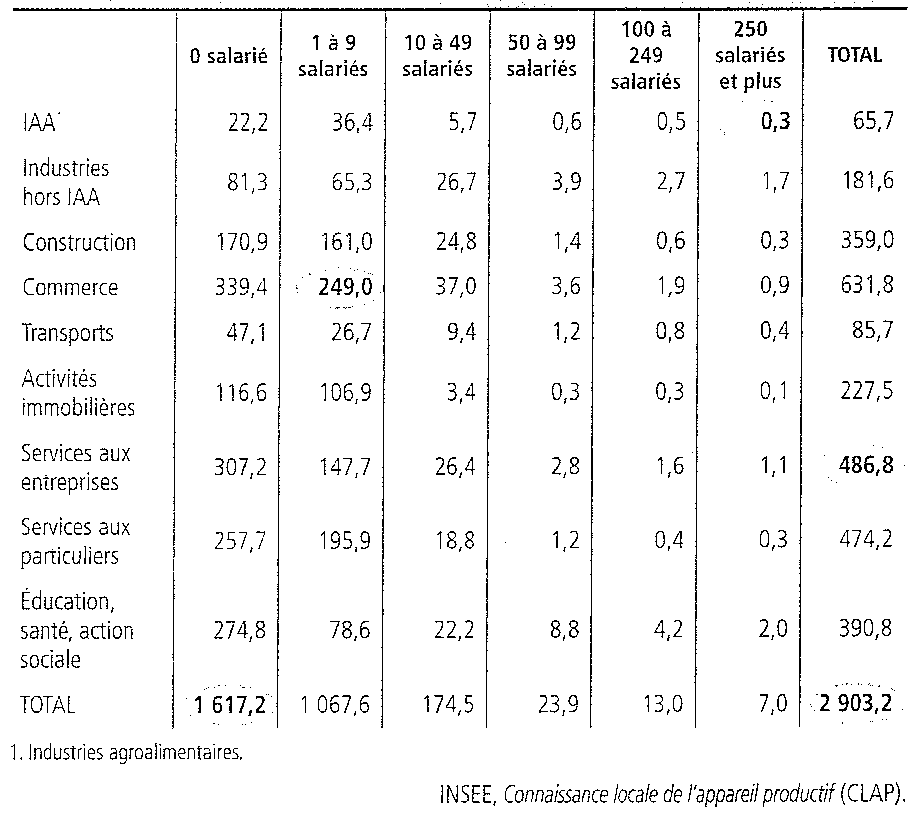 0 salarié 1 à 9 salariés 10 à 49 salariés 50 à 99 salariés 100 à 249 salariés 250 salariés et plus TOTAL
IAA¹ 22,2 36,4 5,7 0,6 0,5 0,3 65,7
Industries hors IAA 81,3 65,3 26,7 3,9 2,7 1,7 181,6
Construction 170,9 161,0 24,8 1,4 0,6 0,3 359,0
Commerce 339,4 249,0 37,0 3,6 1,9 0,9 631,8
Transports 47,1 26,7 9,4 1,2 0,8 0,4 85,7
Activités immobilières 116,6 106,9 3,4 0,3 0,3 0,1 227,5
Services aux entreprises 307,2 147,7 26,4 2,8 1,6 1,1 486,8
Services aux particuliers 257,7 195,9 18,8 1,2 0,4 0,3 474,2
Éducation, santé, action sociale 274,8 78,6 22,2 8,8 4,2 2,0 390,8
TOTAL 1 617,2 1 067,6 174,5 23,9 13,0 7,0 2 903,2
1. Industries agroalimentaires.
INSEE, Connaissance locale de l'appareil productif (CLAP).